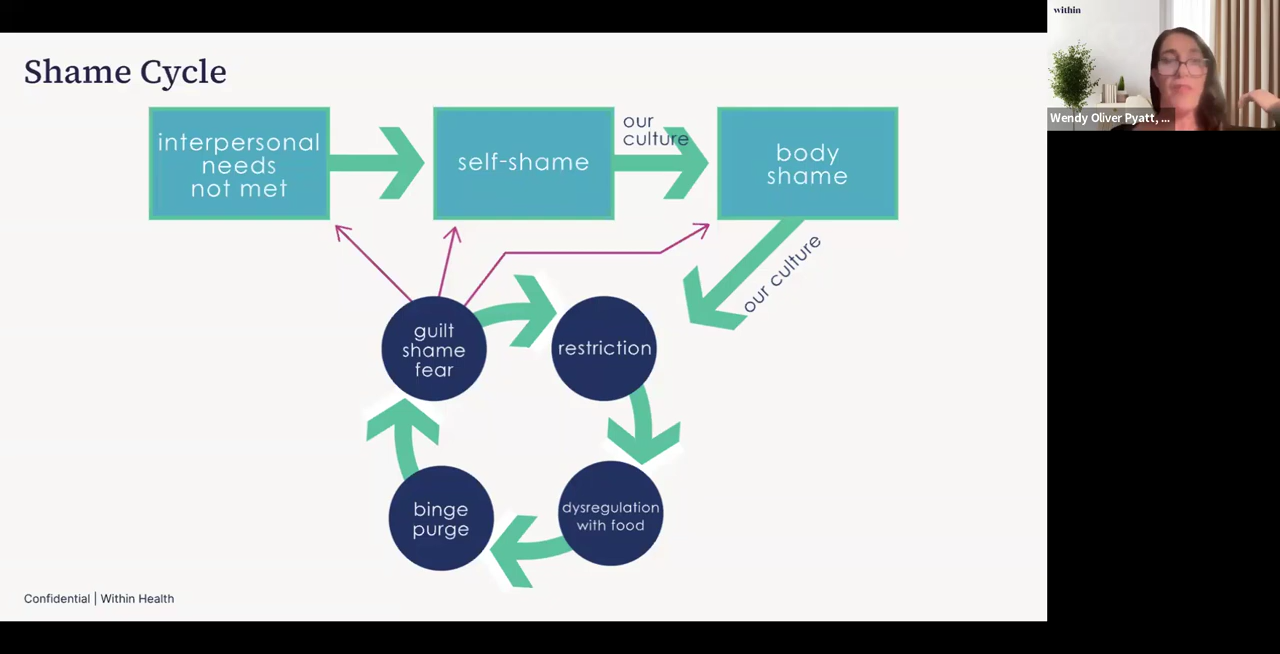 within
Shame Cycle
interpersonal
needs
not met
self-shame
our
culture
body
shame
Wendy Oliver Pyatt, ...
our culture
guilt
shame
fear
restriction
binge
purge
dysregulation
with food
Confidential | Within Health